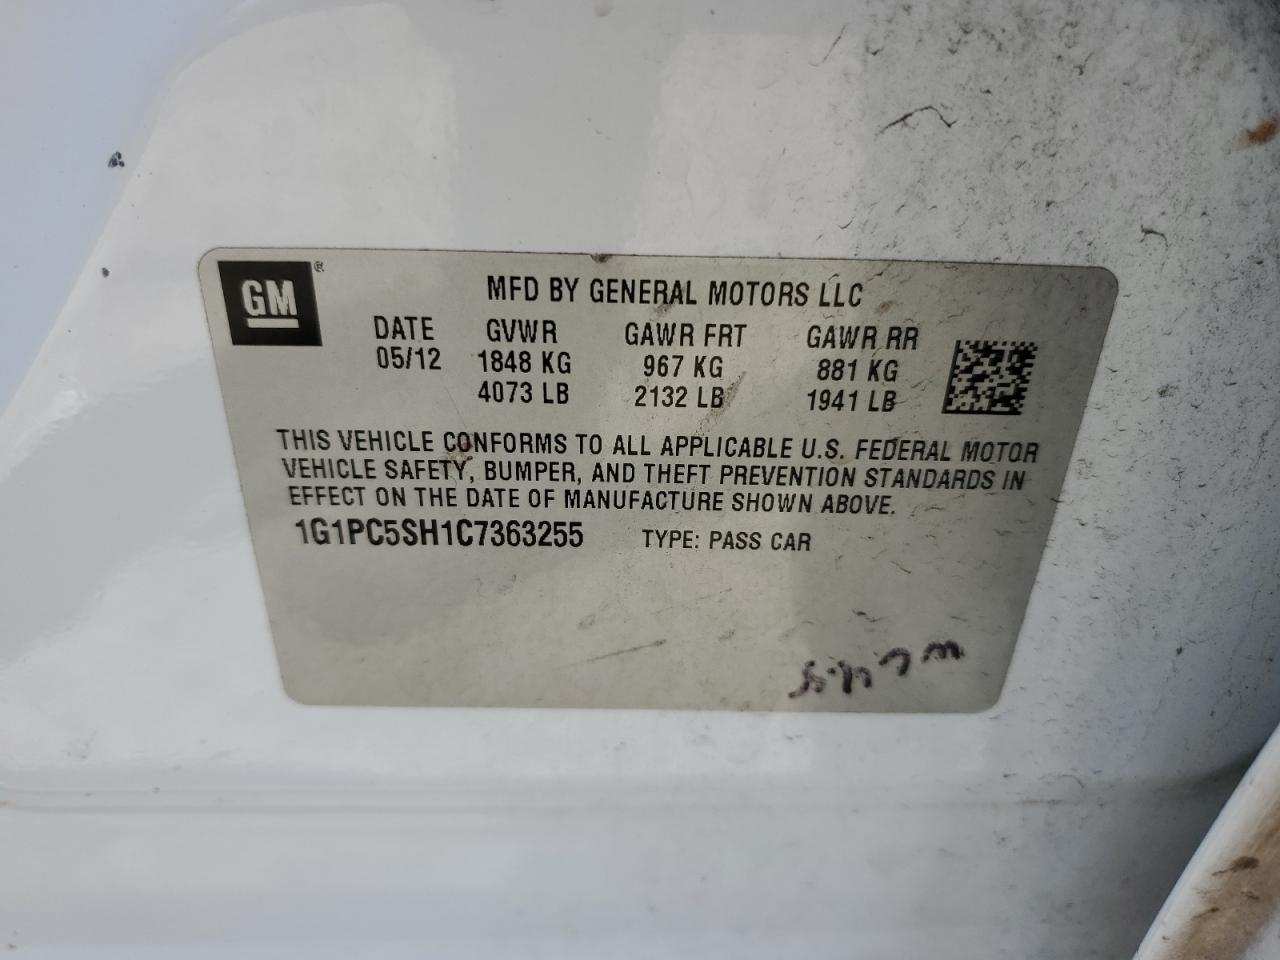 GM®
MFD BY GENERAL MOTORS LLC
DATE GVWR GAWR FRT GAWR RR
05/12 1848 KG 967 KG 881 KG
4073 LB 2132 LB 1941 LB
THIS VEHICLE CONFORMS TO ALL APPLICABLE U.S. FEDERAL MOTOR
VEHICLE SAFETY, BUMPER, AND THEFT PREVENTION STANDARDS IN
EFFECT ON THE DATE OF MANUFACTURE SHOWN ABOVE.
1G1PC5SH1C7363255 TYPE: PASS CAR